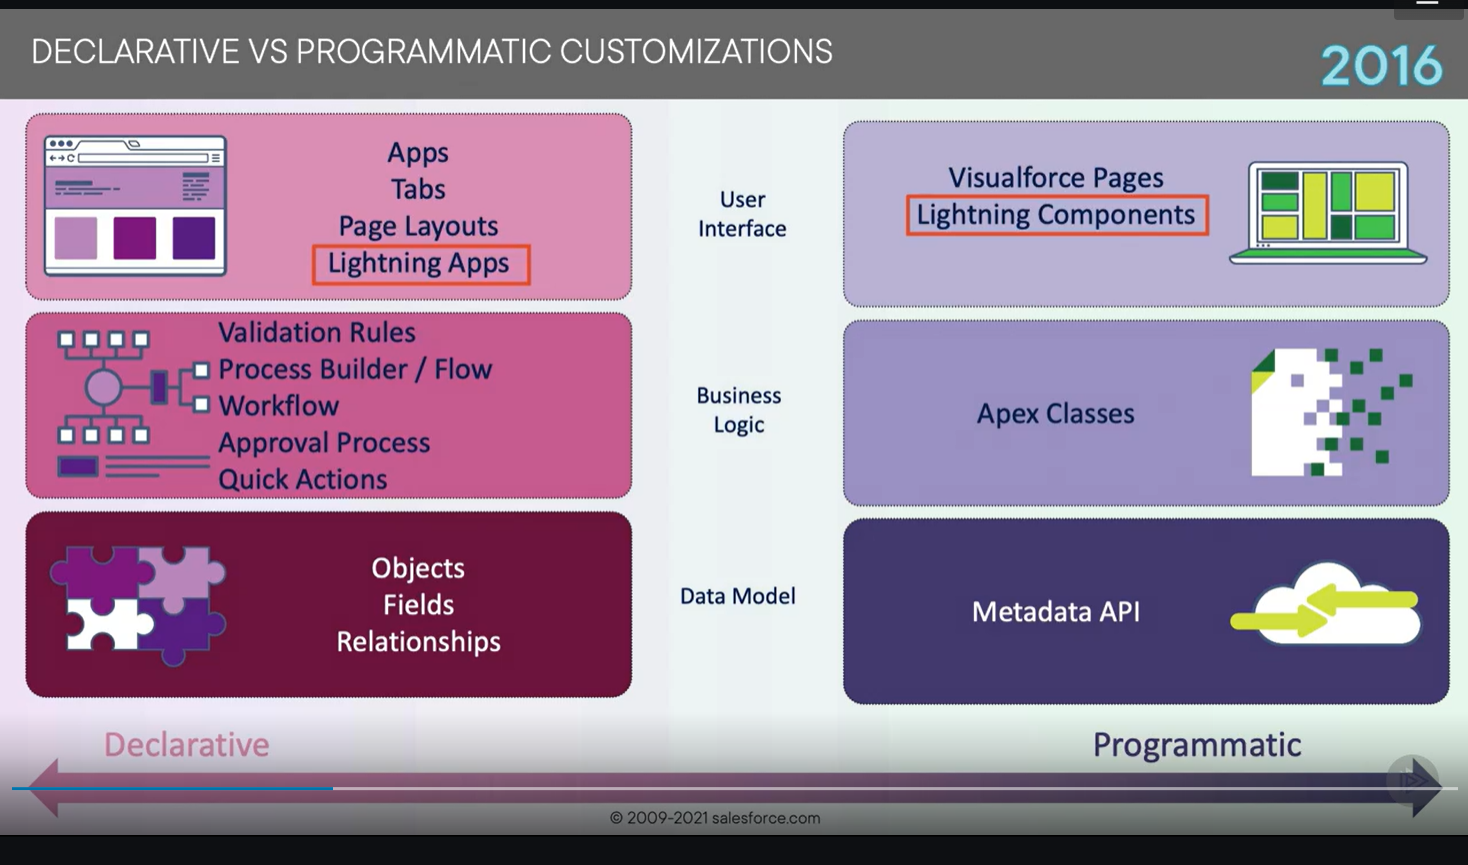 DECLARATIVE VS PROGRAMMATIC CUSTOMIZATIONS
2016
Apps
Tabs
Page Layouts
Lightning Apps
User
Interface
Visualforce Pages
Lightning Components
Validation Rules
Process Builder / Flow
Workflow
Approval Process
Quick Actions
Business
Logic
Apex Classes
Objects
Fields
Relationships
Data Model
Metadata API
Declarative
Programmatic
© 2009-2021 salesforce.com